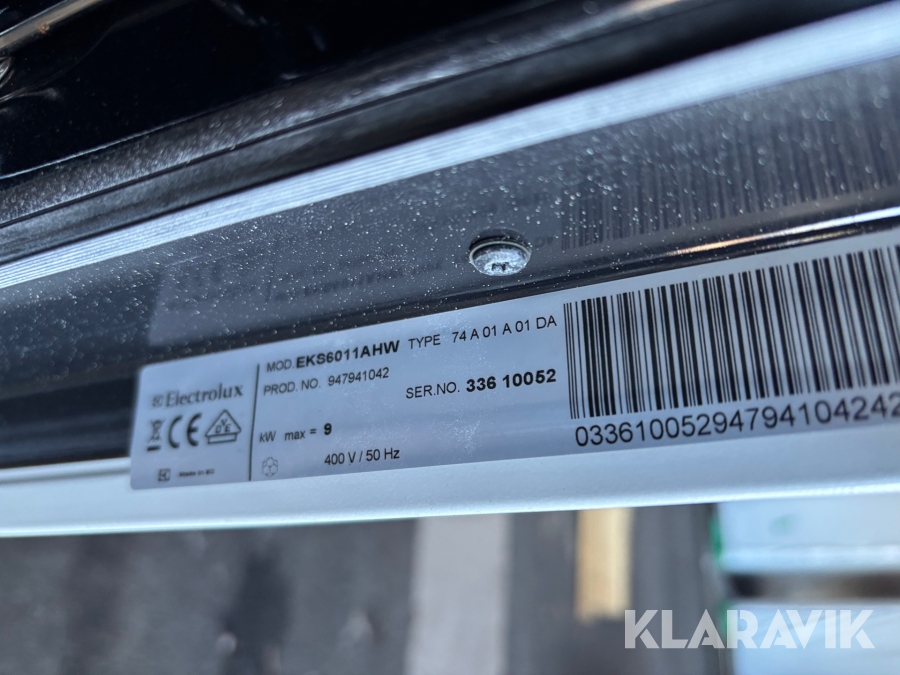 Electrolux
CE
MOD. EKS6011AHW TYPE 74 A 01 A 01 DA
PROD. NO. 947941042
SER.NO. 336 10052
kW max = 9
400 V / 50 Hz
03361005294794104242
KLARAVIK